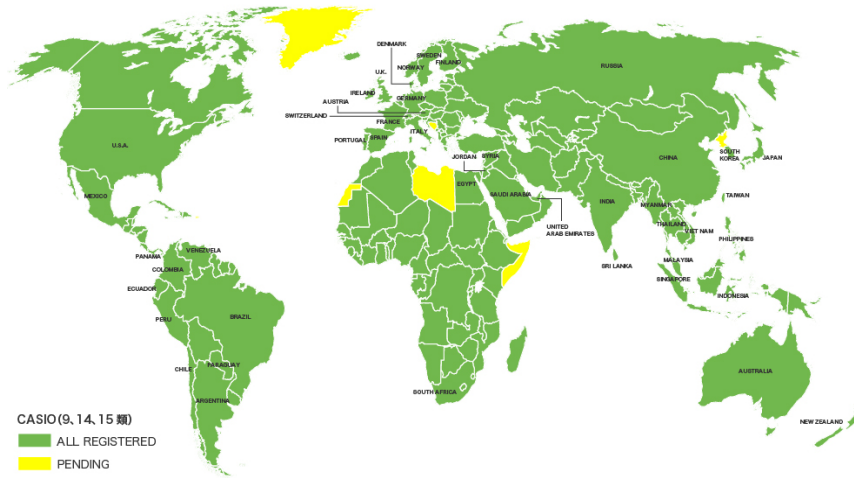 DENMARK
SWEDEN
FINLAND
NORWAY
RUSSIA
U.K.
IRELAND
GERMANY
AUSTRIA
SWITZERLAND
FRANCE
ITALY
PORTUGAL
SPAIN
U.S.A.
MEXICO
JORDAN
SYRIA
EGYPT
SAUDI ARABIA
UNITED
ARAB EMIRATES
CHINA
SOUTH
KOREA
JAPAN
TAIWAN
INDIA
MYANMAR
THAILAND
VIET NAM
PHILIPPINES
SRI LANKA
MALAYSIA
SINGAPORE
INDONESIA
PANAMA
VENEZUELA
COLOMBIA
ECUADOR
PERU
BRAZIL
CHILE
PARAGUAY
ARGENTINA
SOUTH AFRICA
AUSTRALIA
NEW ZEALAND
CASIO(9、14、15 類)
ALL REGISTERED
PENDING